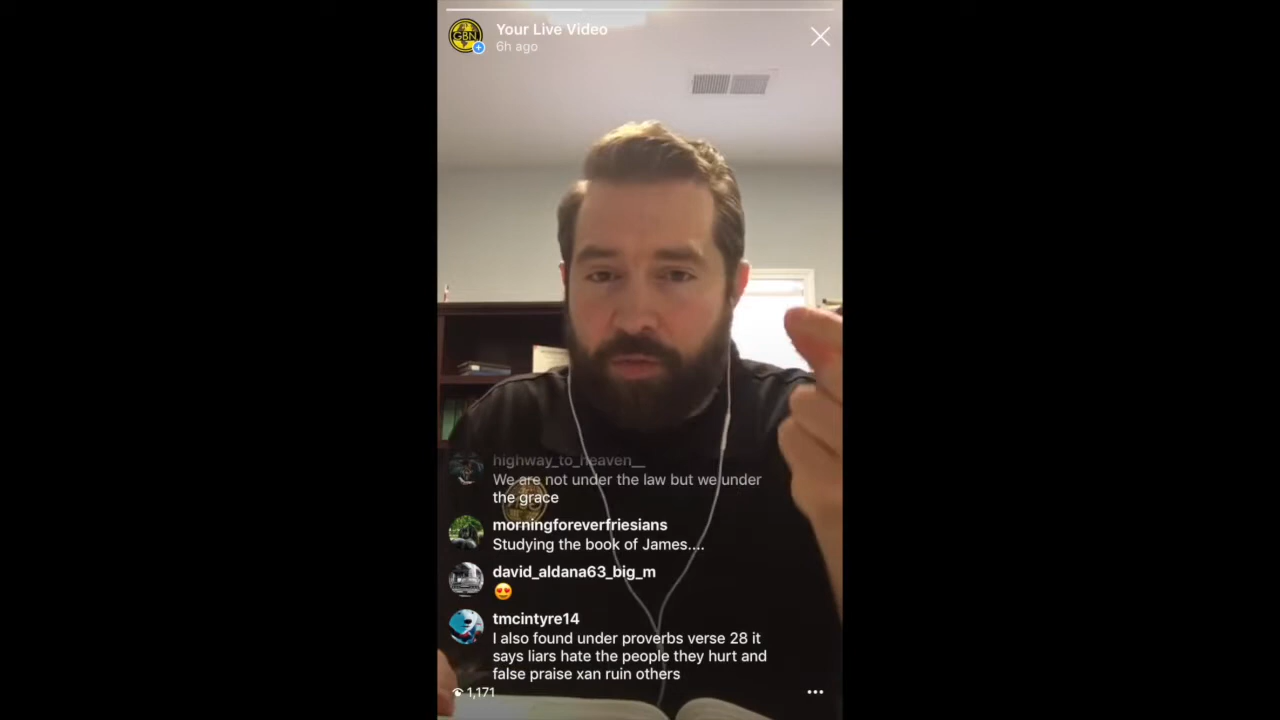 GBN
Your Live Video
6h ago
highway_to_heaven__
We are not under the law but we under
the grace
morningforeverfriesians
Studying the book of James....
david_aldana63_big_m
😍
tmcintyre14
I also found under proverbs verse 28 it
says liars hate the people they hurt and
false praise xan ruin others
1,171